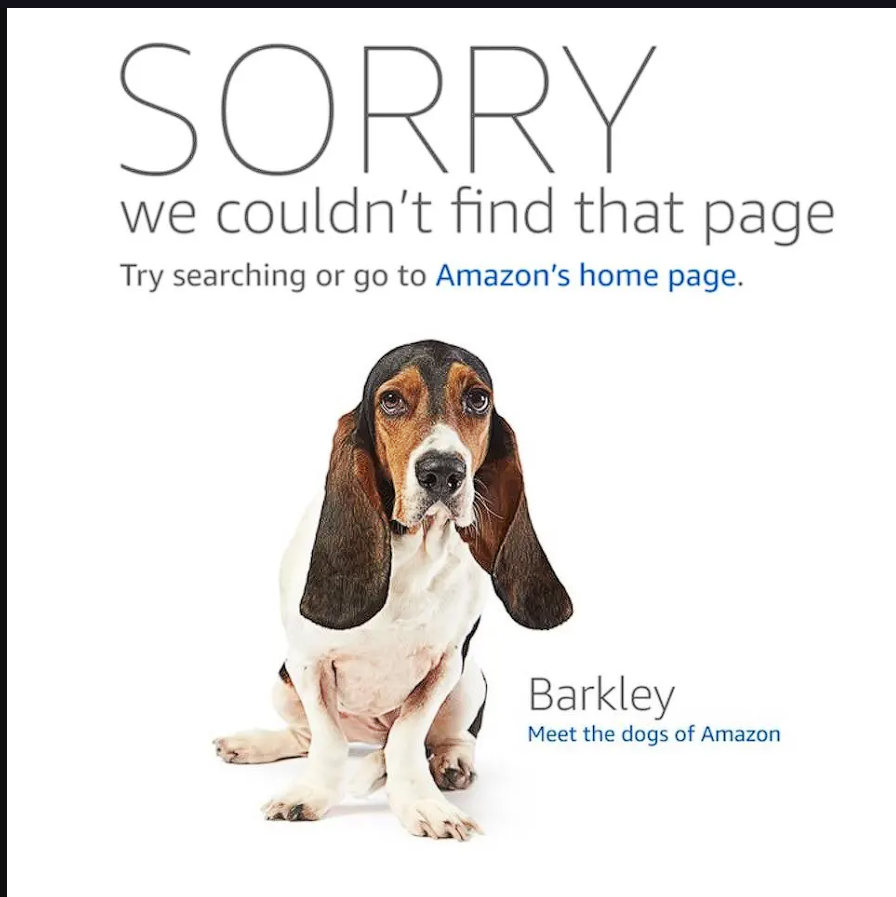 SORRY
we couldn't find that page
Try searching or go to Amazon's home page.
Barkley
Meet the dogs of Amazon